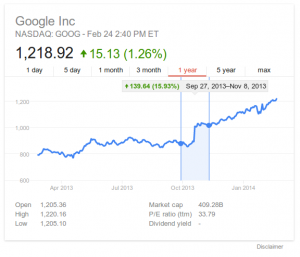 Google Inc
NASDAQ: GOOG - Feb 24 2:40 PM ET
1,218.92 15.13 (1.26%)
1 day 5 day 1 month 3 month 1 year 5 year max
139.64 (15.93%) Sep 27, 2013–Nov 8, 2013
1,200
1,000
800
Apr 2013 Jul 2013 Oct 2013 Jan 2014
Open 1,205.36 Market cap 409.28B
High 1,220.16 P/E ratio (ttm) 33.79
Low 1,205.10 Dividend yield -
Disclaimer